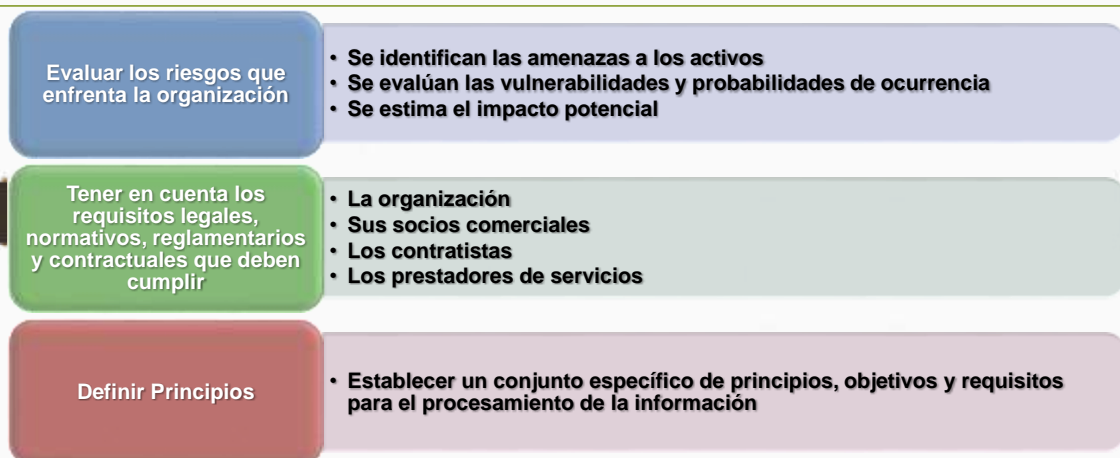 Evaluar los riesgos que
enfrenta la organización
• Se identifican las amenazas a los activos
• Se evalúan las vulnerabilidades y probabilidades de ocurrencia
• Se estima el impacto potencial
Tener en cuenta los
requisitos legales,
normativos, reglamentarios
y contractuales que deben
cumplir
• La organización
• Sus socios comerciales
• Los contratistas
• Los prestadores de servicios
Definir Principios
• Establecer un conjunto específico de principios, objetivos y requisitos
para el procesamiento de la información